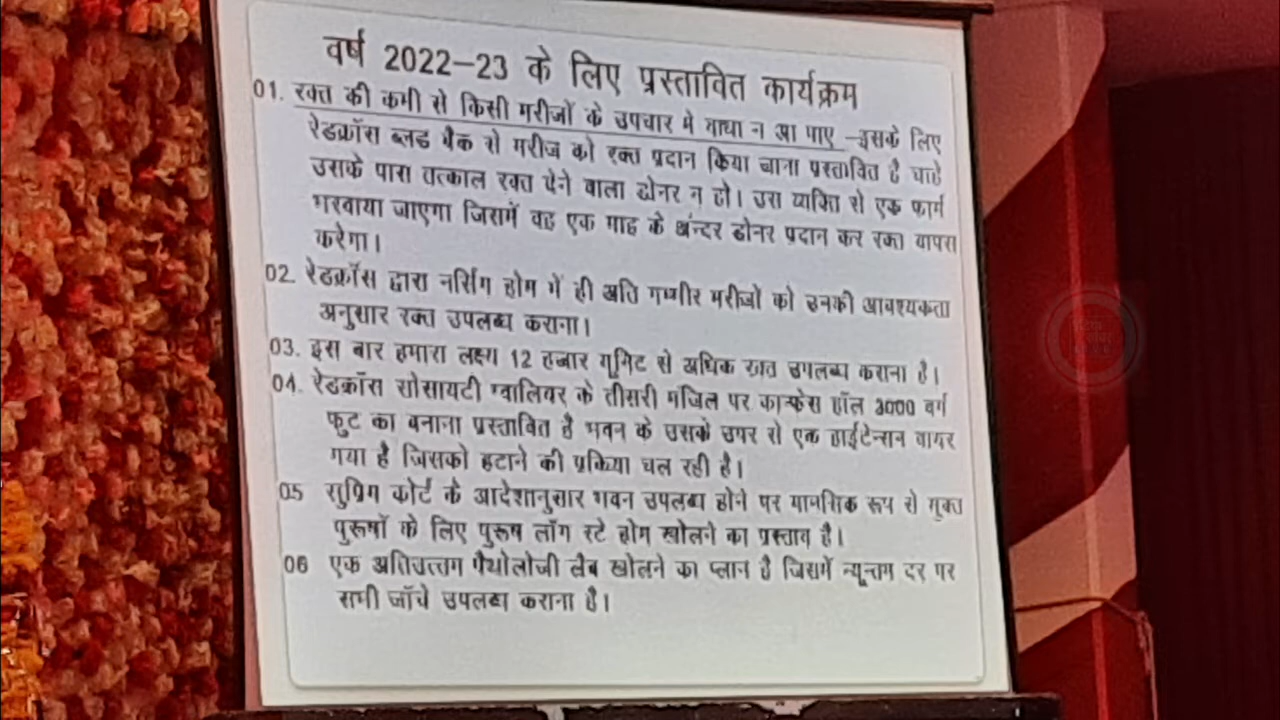 वर्ष 2022–23 के लिए प्रस्तावित कार्यक्रम
01. रक्त की कमी से किसी मरीजों के उपचार मे बाधा न आ पाए –इसके लिए
रेडक्रॉस ब्लड बैंक से मरीज को रक्त प्रदान किया जाना प्रस्तावित है चाहे
उसके पास तत्काल रक्त देने वाला डोनर न हो। उस व्यक्ति से एक फार्म
भरवाया जाएगा जिसमें वह एक माह के अंन्दर डोनर प्रदान कर रक्त वापस
करेगा।
02. रेडक्रॉस द्वारा नर्सिंग होम में ही अति गम्भीर मरीजो को उनकी आवश्यकता
अनुसार रक्त उपलब्ध कराना।
03. इस बार हमारा लक्ष्य 12 हजार यूनिट से अधिक रक्त उपलब्ध कराना है।
04. रेडक्रॉस सोसायटी ग्वालियर के तीसरी मंजिल पर कान्फ्रेंस हॉल 3000 वर्ग
फुट का बनाना प्रस्तावित है भवन के उसके उपर से एक हाईटेन्सन वायर
गया है जिसको हटाने की प्रकिया चल रही है।
05 सुप्रिम कोर्ट के आदेशानुसार भवन उपलब्ध होने पर मानसिक रूप से मुक्त
पुरूषों के लिए पुरूष लॉग स्टे होम खोलने का प्रस्ताव है।
06 एक अतिउत्तम पैथोलोजी लैब खोलने का प्लान है जिसमें न्यून्तम दर पर
सभी जॉचे उपलब्ध कराना है।